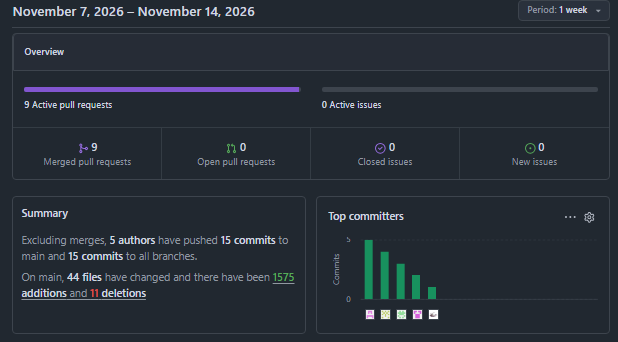 November 7, 2026 – November 14, 2026
Period: 1 week
Overview
9 Active pull requests
0 Active issues
9
Merged pull requests
0
Open pull requests
0
Closed issues
0
New issues
Summary
Excluding merges, 5 authors have pushed 15 commits to
main and 15 commits to all branches.
On main, 44 files have changed and there have been 1575
additions and 11 deletions
Top committers
5
Commits
0